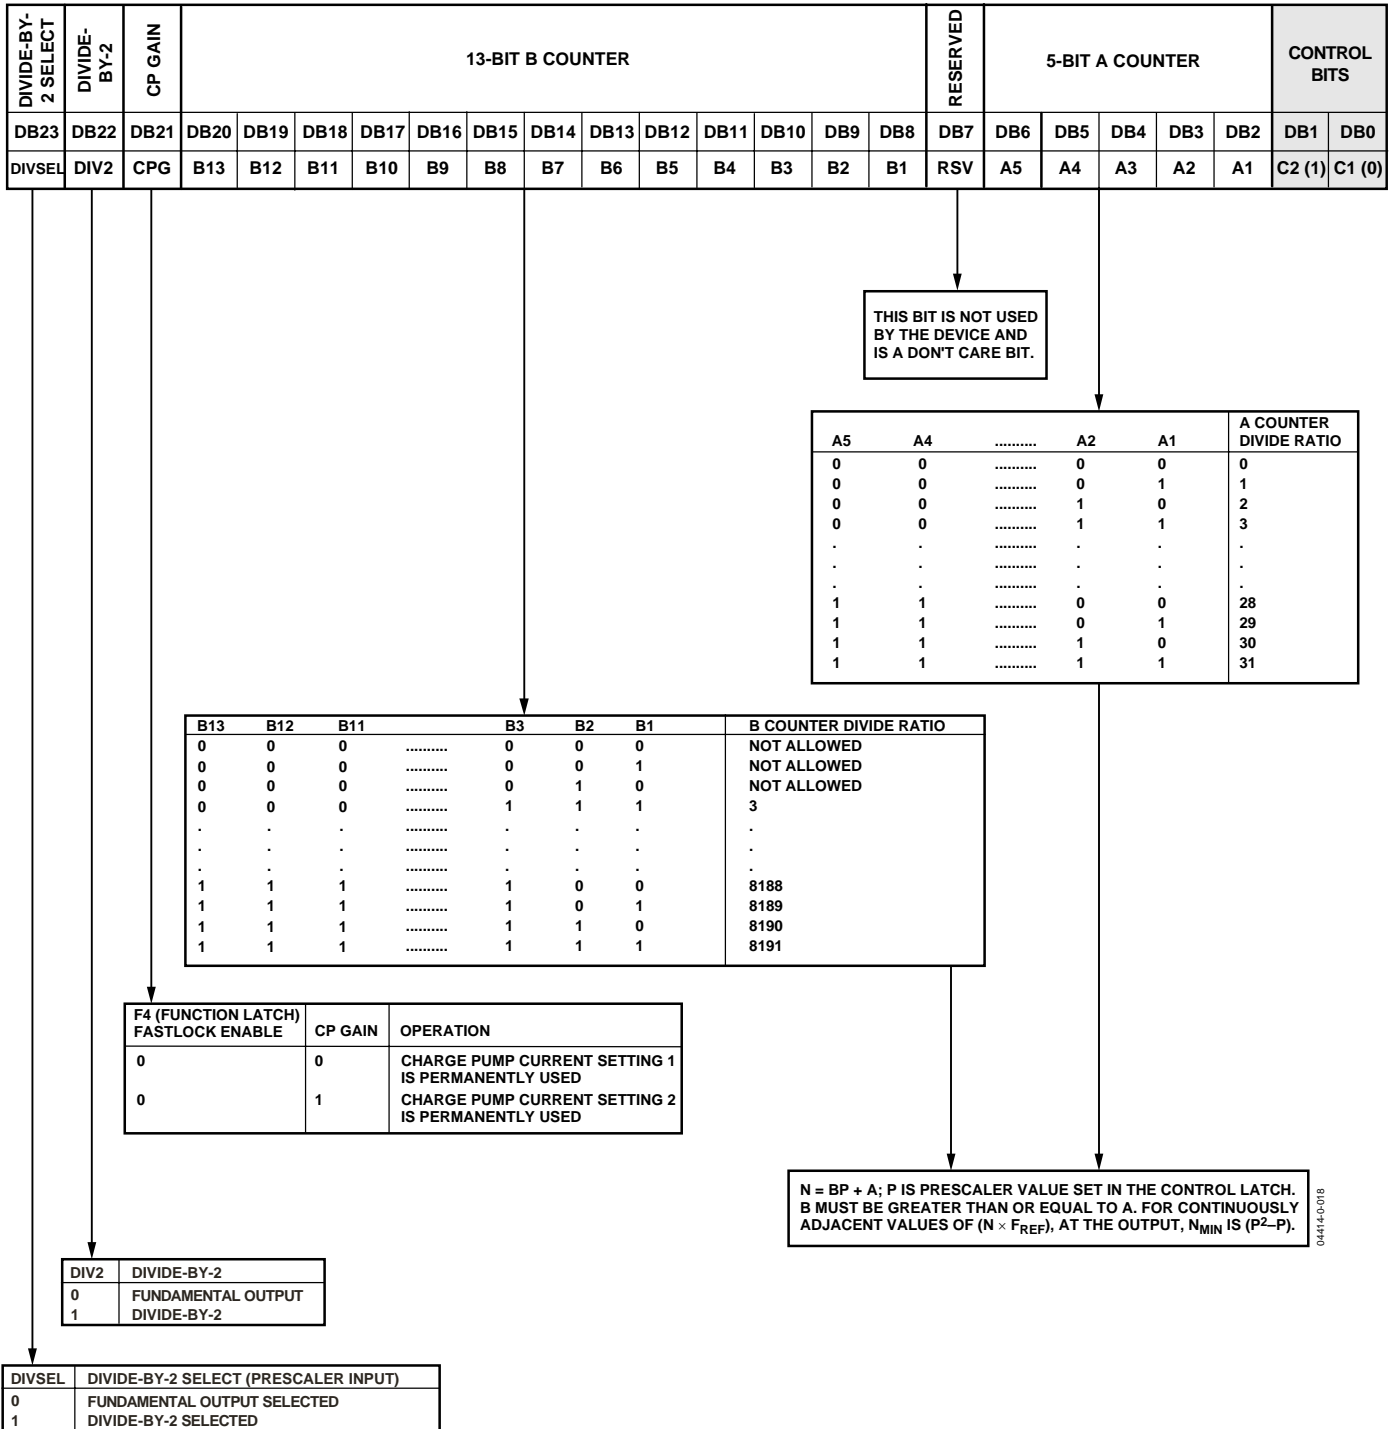 DIVIDE-BY-
2 SELECT
DIVIDE-
BY-2
CP GAIN
13-BIT B COUNTER
RESERVED
5-BIT A COUNTER
CONTROL
BITS
DB23 DB22 DB21 DB20 DB19 DB18 DB17 DB16 DB15 DB14 DB13 DB12 DB11 DB10 DB9 DB8 DB7 DB6 DB5 DB4 DB3 DB2 DB1 DB0
DIVSEL DIV2 CPG B13 B12 B11 B10 B9 B8 B7 B6 B5 B4 B3 B2 B1 RSV A5 A4 A3 A2 A1 C2 (1) C1 (0)
THIS BIT IS NOT USED
BY THE DEVICE AND
IS A DON'T CARE BIT.
A COUNTER
A5 A4 .......... A2 A1 DIVIDE RATIO
0 0 .......... 0 0 0
0 0 .......... 0 1 1
0 0 .......... 1 0 2
0 0 .......... 1 1 3
. . .......... . . .
. . .......... . . .
. . .......... . . .
1 1 .......... 0 0 28
1 1 .......... 0 1 29
1 1 .......... 1 0 30
1 1 .......... 1 1 31
B13 B12 B11 B3 B2 B1 B COUNTER DIVIDE RATIO
0 0 0 .......... 0 0 0 NOT ALLOWED
0 0 0 .......... 0 0 1 NOT ALLOWED
0 0 0 .......... 0 1 0 NOT ALLOWED
0 0 0 .......... 1 1 1 3
. . . .......... . . . .
. . . .......... . . . .
. . . .......... . . . .
1 1 1 .......... 1 0 0 8188
1 1 1 .......... 1 0 1 8189
1 1 1 .......... 1 1 0 8190
1 1 1 .......... 1 1 1 8191
F4 (FUNCTION LATCH)
FASTLOCK ENABLE CP GAIN OPERATION
0 0 CHARGE PUMP CURRENT SETTING 1
IS PERMANENTLY USED
0 1 CHARGE PUMP CURRENT SETTING 2
IS PERMANENTLY USED
N = BP + A; P IS PRESCALER VALUE SET IN THE CONTROL LATCH.
B MUST BE GREATER THAN OR EQUAL TO A. FOR CONTINUOUSLY
ADJACENT VALUES OF (N × FREF), AT THE OUTPUT, NMIN IS (P²–P).
04414-0-018
DIV2 DIVIDE-BY-2
0 FUNDAMENTAL OUTPUT
1 DIVIDE-BY-2
DIVSEL DIVIDE-BY-2 SELECT (PRESCALER INPUT)
0 FUNDAMENTAL OUTPUT SELECTED
1 DIVIDE-BY-2 SELECTED